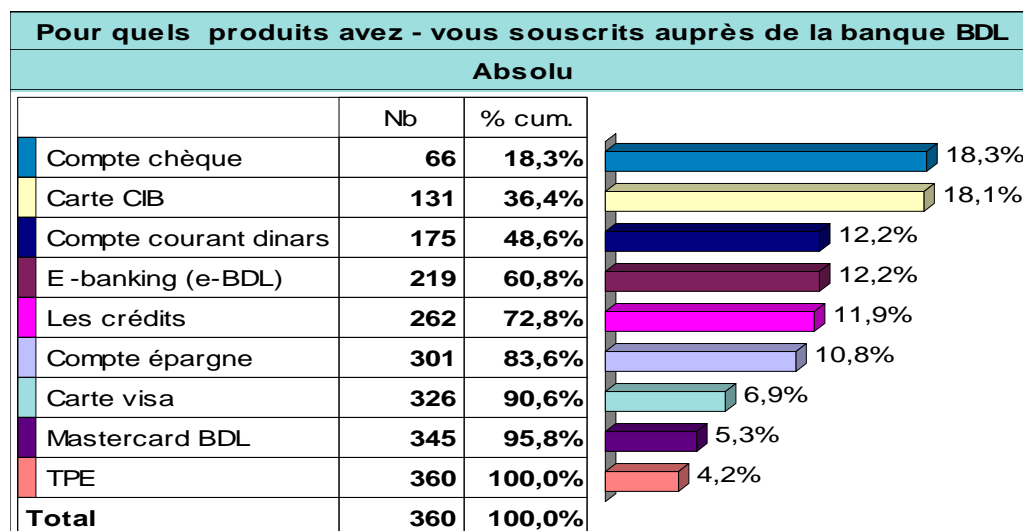 Pour quels produits avez - vous souscrits auprès de la banque BDL
Absolu
Nb % cum.
Compte chèque 66 18,3% 18,3%
Carte CIB 131 36,4% 18,1%
Compte courant dinars 175 48,6% 12,2%
E -banking (e-BDL) 219 60,8% 12,2%
Les crédits 262 72,8% 11,9%
Compte épargne 301 83,6% 10,8%
Carte visa 326 90,6% 6,9%
Mastercard BDL 345 95,8% 5,3%
TPE 360 100,0% 4,2%
Total 360 100,0%